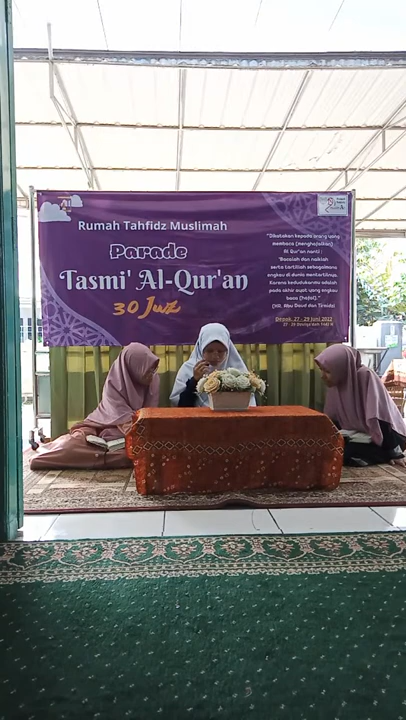 Rumah Tahfidz Muslimah
Parade
Tasmi' Al-Qur'an
30 Juz
"Dikatakan kepada orang yang
membaca (menghafalkan)
Al Qur'an nanti :
'Bacalah dan naiklah
serta tartillah sebagaimana
engkau di dunia mentartilnya.
Karena kedudukanmu adalah
pada akhir ayat yang engkau
baca (hafal)."
(HR. Abu Daud dan Tirmidzi)
Depok, 27 - 29 Juni 2025